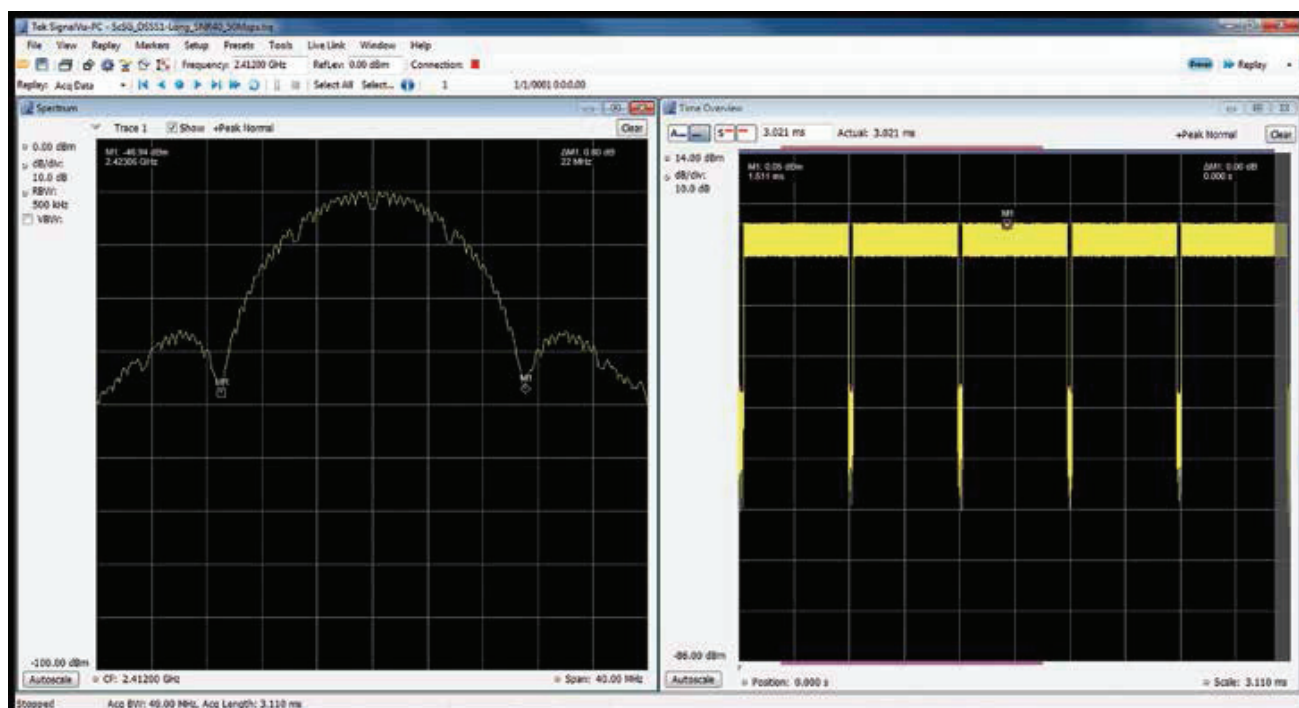 Tek SignalVu-PC - ScSG_DSSS1-Long_SNR40_50Msps.tiq
File View Replay Markers Setup Presets Tools Live Link Window Help
Frequency: 2.41200 GHz RefLev: 0.00 dBm Connection: Preset Replay
Replay: Acq Data Select All Select... 1 1/1/0001 0:0:0.00
Spectrum
Trace 1 Show +Peak Normal Clear
0.00 dBm
dB/div:
10.0 dB
RBW:
500 kHz
VBW:
M1: -46.94 dBm
2.42306 GHz
ΔM1: 0.80 dB
22 MHz
MR
M1
-100.00 dBm
Autoscale CF: 2.41200 GHz Span: 40.00 MHz
Time Overview
3.021 ms Actual: 3.021 ms +Peak Normal Clear
14.00 dBm
dB/div:
10.0 dB
M1: 0.05 dBm
1.511 ms
ΔM1: 0.00 dB
0.000 s
M1
-86.00 dBm
Autoscale Position: 0.000 s Scale: 3.110 ms
Stopped Acq BW: 40.00 MHz, Acq Length: 3.110 ms